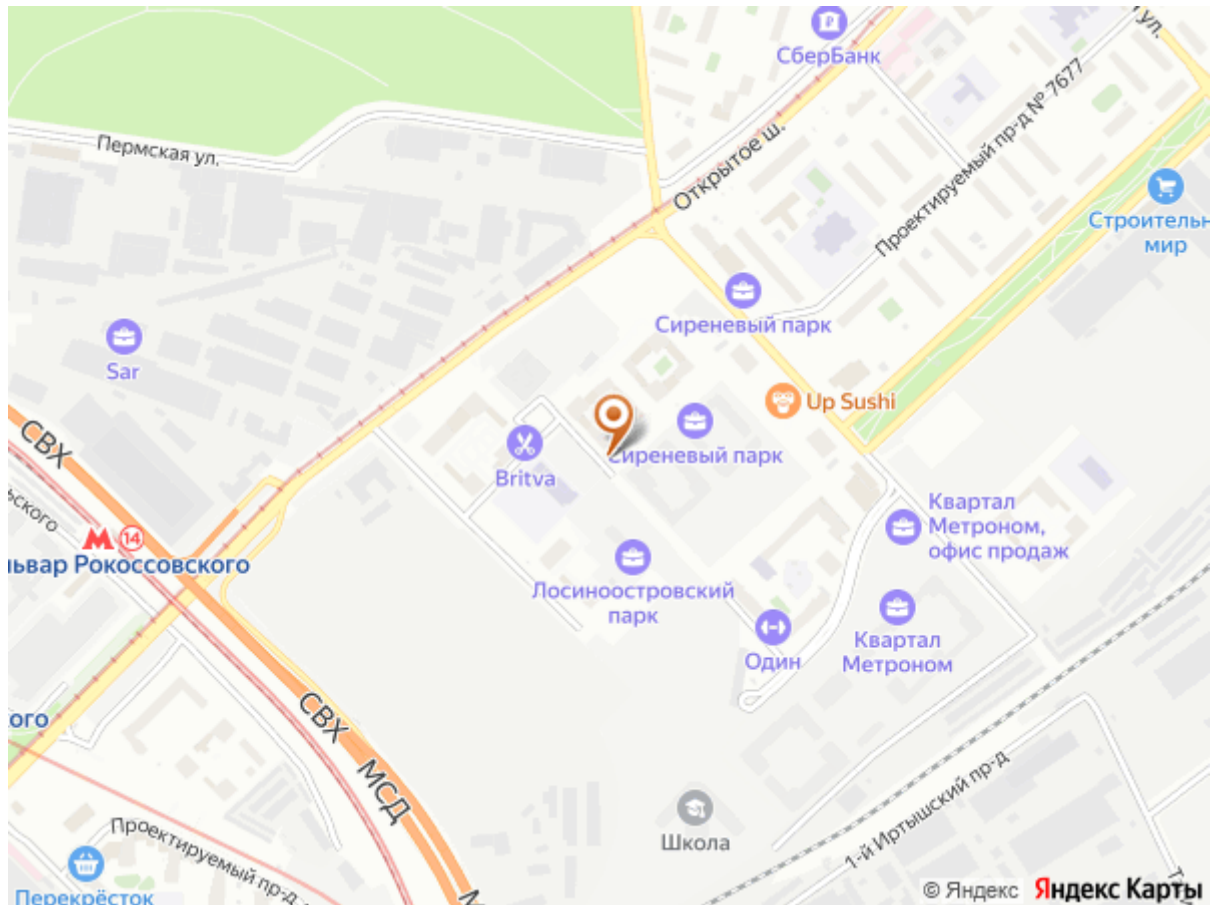 СберБанк
ул.
Проектируемый пр-д № 7677
Открытое ш.
Пермская ул.
Строительн
мир
Сиреневый парк
Sar
Up Sushi
Сиреневый парк
Britva
СВХ
ьского
14
львар Рокоссовского
Квартал
Метроном,
офис продаж
Лосиноостровский
парк
Один
Квартал
Метроном
ого
СВХ
МСД
Школа
1-й Иртышский пр-д
Проектируемый пр-д
Перекрёсток
М
© Яндекс Яндекс Карты